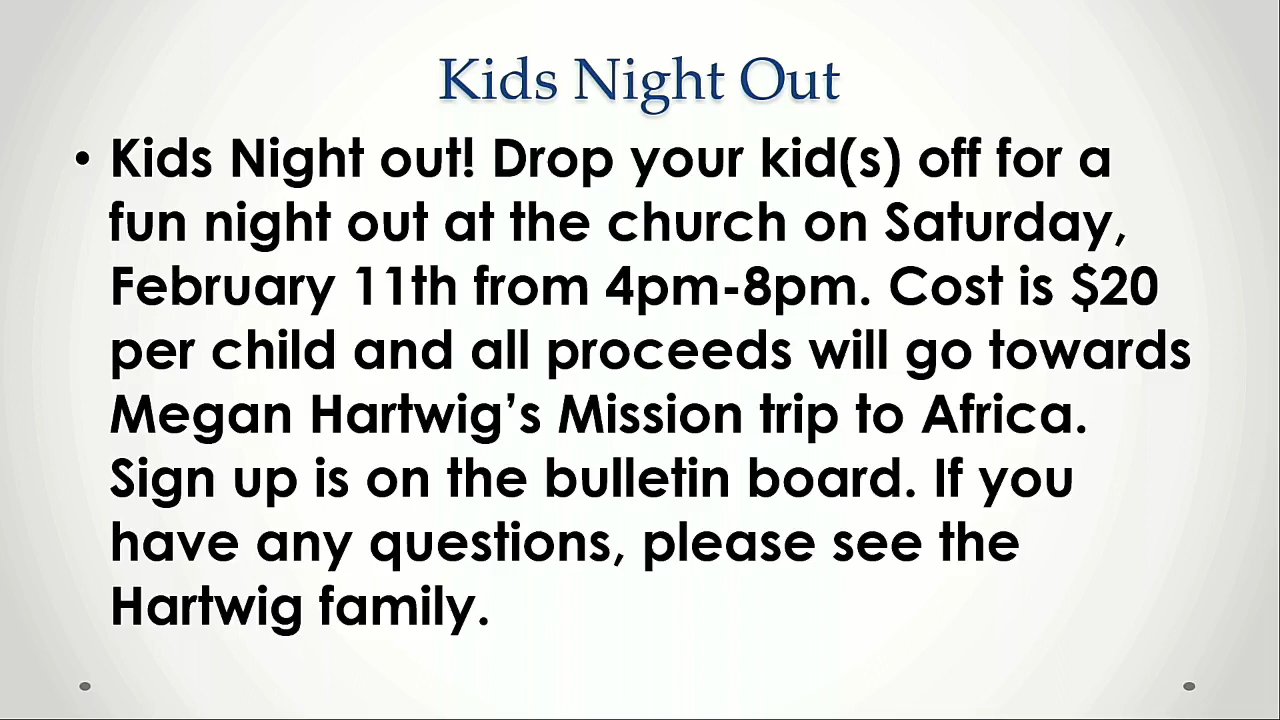 Kids Night Out
• Kids Night out! Drop your kid(s) off for a
fun night out at the church on Saturday,
February 11th from 4pm-8pm. Cost is $20
per child and all proceeds will go towards
Megan Hartwig’s Mission trip to Africa.
Sign up is on the bulletin board. If you
have any questions, please see the
Hartwig family.